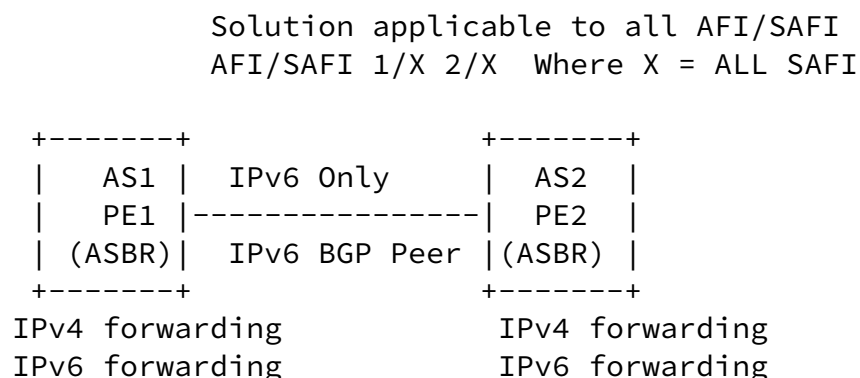 Solution applicable to all AFI/SAFI
AFI/SAFI 1/X 2/X  Where X = ALL SAFI
+-------+                +-------+
|   AS1 |  IPv6 Only     |  AS2  |
|   PE1 |----------------|  PE2  |
| (ASBR)|  IPv6 BGP Peer |(ASBR) |
+-------+                +-------+
IPv4 forwarding            IPv4 forwarding
IPv6 forwarding            IPv6 forwarding